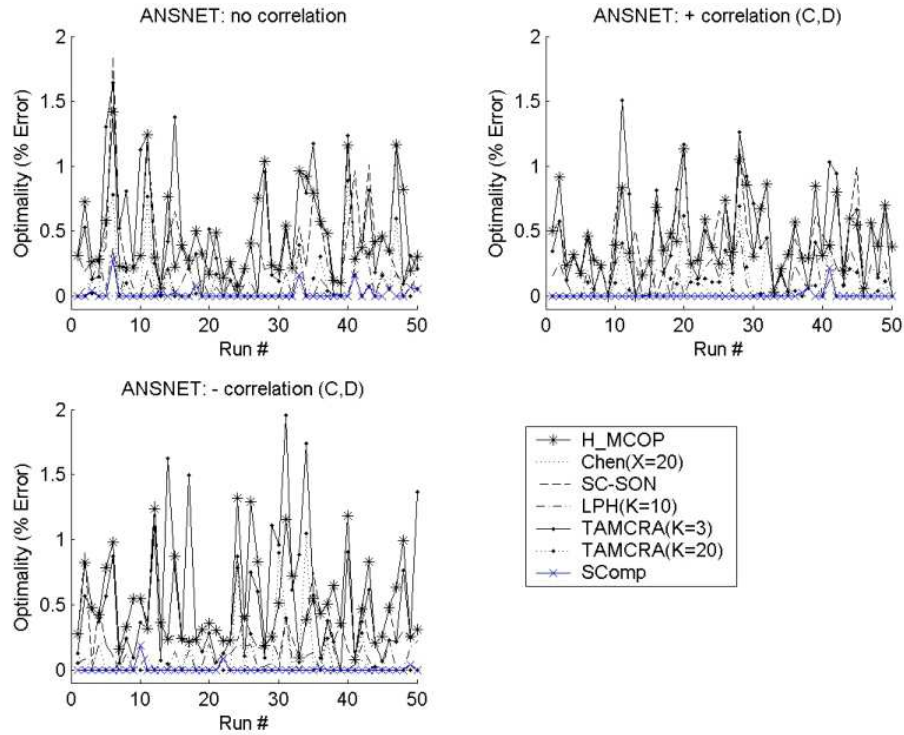 ANSNET: no correlation
Optimality (% Error)
2
1.5
1
0.5
0
0 10 20 30 40 50
Run #
ANSNET: + correlation (C,D)
Optimality (% Error)
2
1.5
1
0.5
0
0 10 20 30 40 50
Run #
ANSNET: - correlation (C,D)
Optimality (% Error)
2
1.5
1
0.5
0
0 10 20 30 40 50
Run #
H_MCOP
Chen(X=20)
SC-SON
LPH(K=10)
TAMCRA(K=3)
TAMCRA(K=20)
SComp